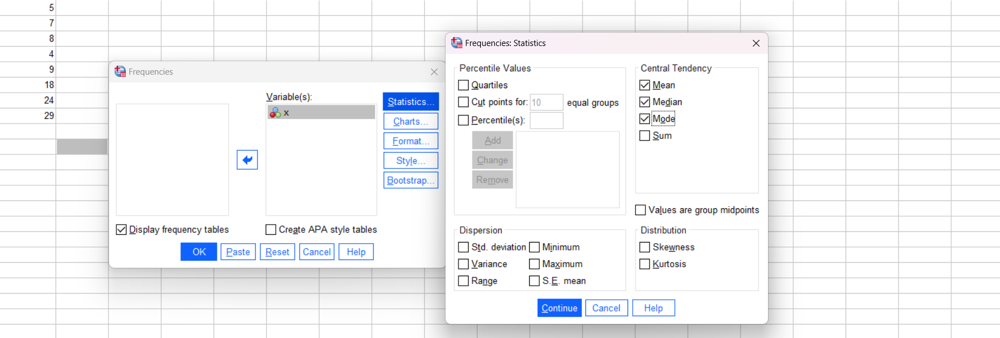 5
7
8
4
9
18
24
29
Frequencies
Variable(s):
x
Statistics...
Charts...
Format...
Style...
Bootstrap...
Display frequency tables
Create APA style tables
OK
Paste
Reset
Cancel
Help
Frequencies: Statistics
Percentile Values
Quartiles
Cut points for: 10 equal groups
Percentile(s):
Add
Change
Remove
Central Tendency
Mean
Median
Mode
Sum
Values are group midpoints
Dispersion
Std. deviation Minimum
Variance Maximum
Range S.E. mean
Distribution
Skewness
Kurtosis
Continue
Cancel
Help